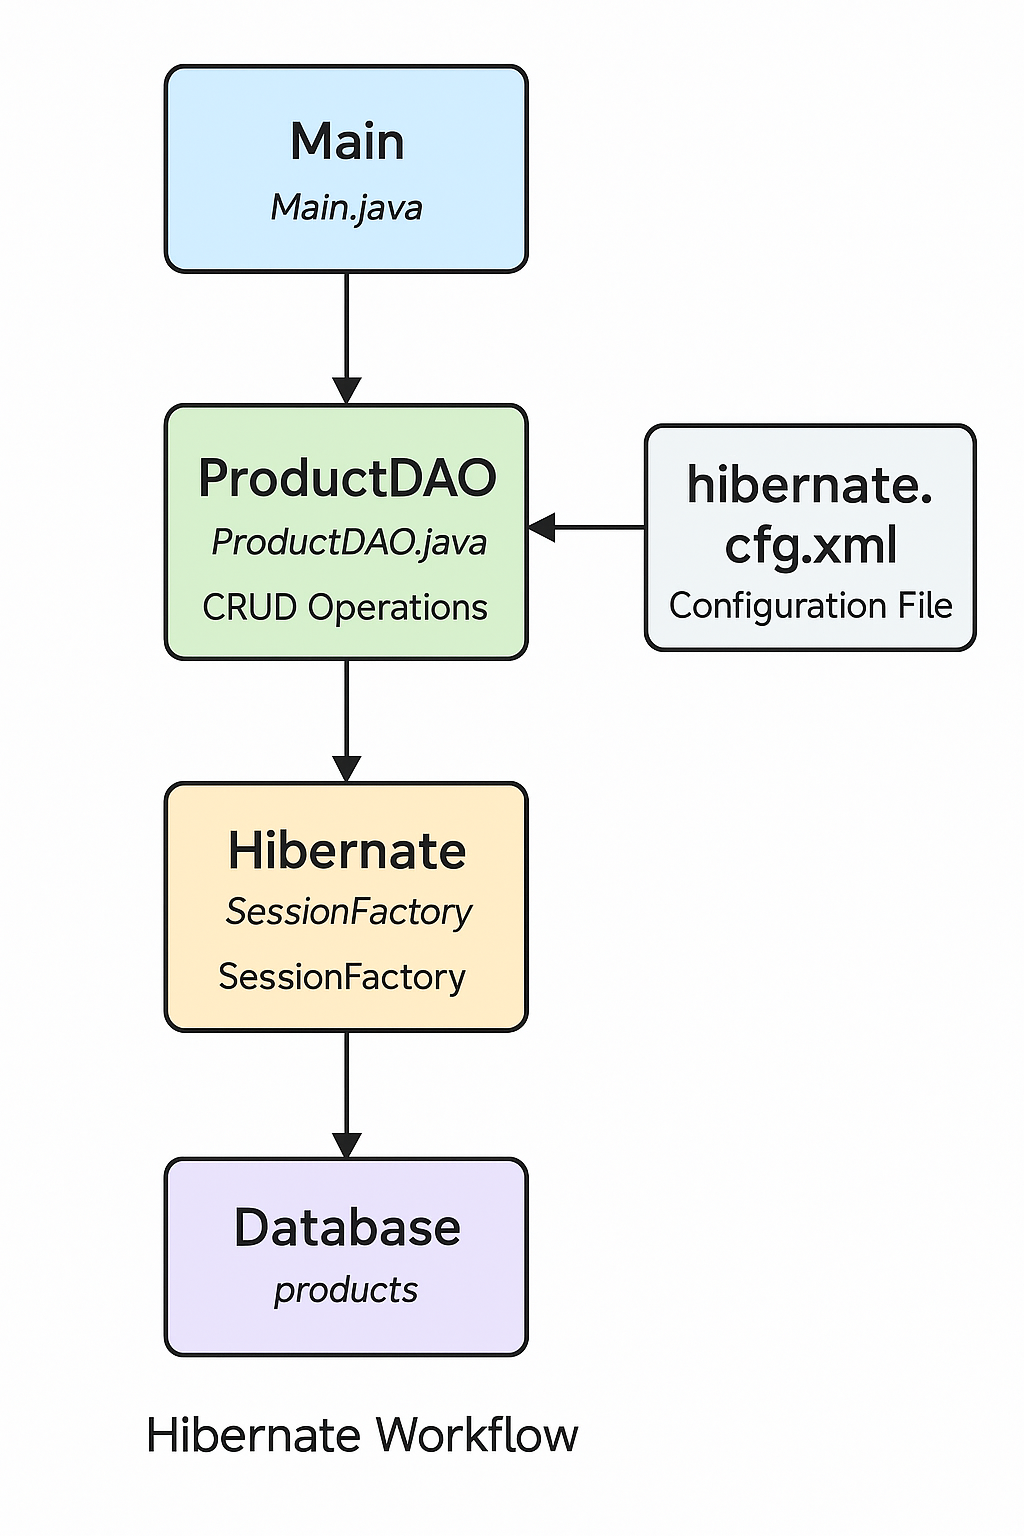 Main
Main.java
ProductDAO
ProductDAO.java
CRUD Operations
hibernate.
cfg.xml
Configuration File
Hibernate
SessionFactory
SessionFactory
Database
products
Hibernate Workflow